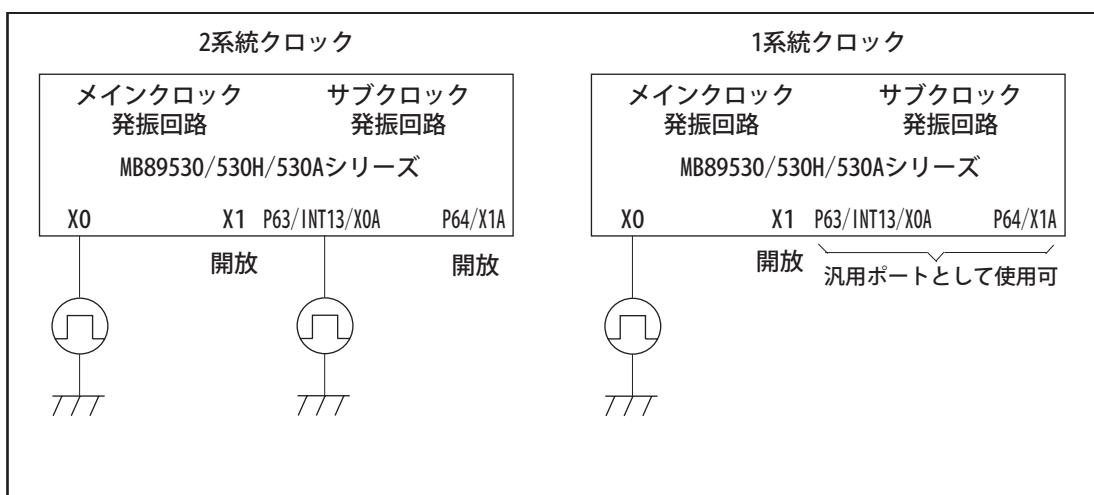 2系統クロック
メインクロック
発振回路
サブクロック
発振回路
MB89530/530H/530Aシリーズ
X0 X1 P63/INT13/X0A P64/X1A
開放 開放
1系統クロック
メインクロック
発振回路
サブクロック
発振回路
MB89530/530H/530Aシリーズ
X0 X1 P63/INT13/X0A P64/X1A
開放
汎用ポートとして使用可